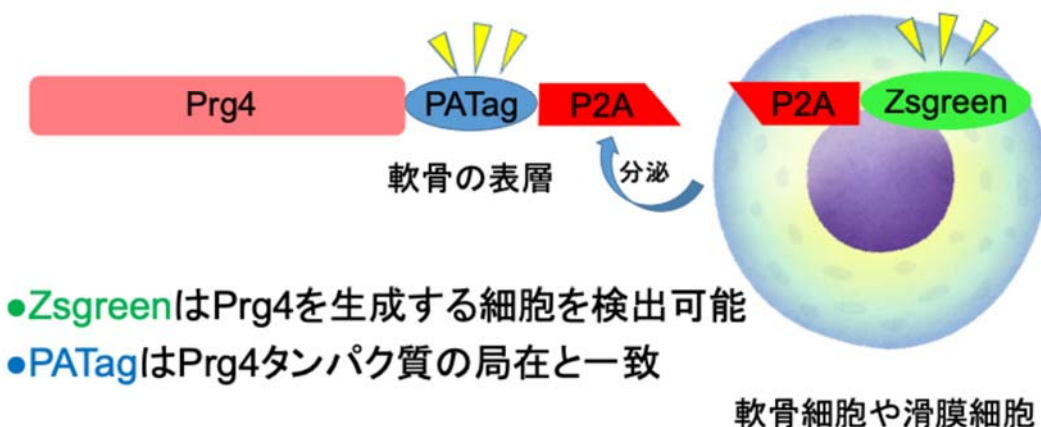 Prg4
PATag
P2A
P2A
Zsgreen
軟骨の表層
分泌
●ZsgreenはPrg4を生成する細胞を検出可能
●PATagはPrg4タンパク質の局在と一致
軟骨細胞や滑膜細胞